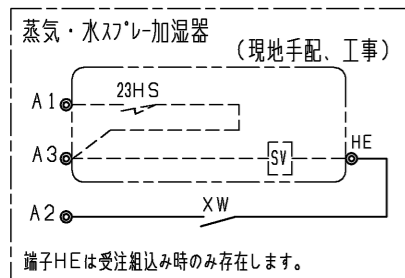 蒸気・水スプレー加湿器
(現地手配、工事)
23HS
A1
A3
SV
HE
A2
XW
端子HEは受注組込み時のみ存在します。